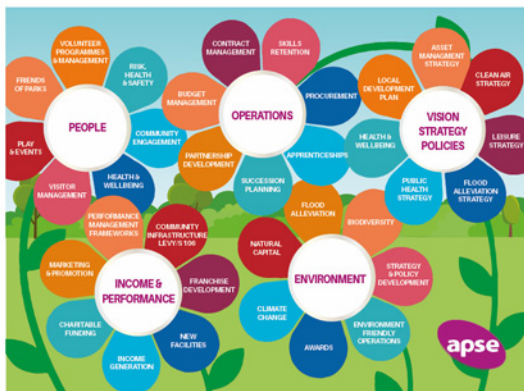 VOLUNTEER
PROGRAMMES
& MANAGEMENT
FRIENDS
OF PARKS
RISK,
HEALTH
& SAFETY
PEOPLE
PLAY
& EVENTS
COMMUNITY
ENGAGEMENT
VISITOR
MANAGEMENT
HEALTH &
WELLBEING
CONTRACT
MANAGEMENT
SKILLS
RETENTION
BUDGET
MANAGEMENT
PROCUREMENT
OPERATIONS
PARTNERSHIP
DEVELOPMENT
APPRENTICESHIPS
SUCCESSION
PLANNING
ASSET
MANAGMENT
STRATEGY
LOCAL
DEVELOPMENT
PLAN
CLEAN AIR
STRATEGY
VISION
STRATEGY
POLICIES
HEALTH &
WELLBEING
LEISURE
STRATEGY
PUBLIC
HEALTH
STRATEGY
FLOOD
ALLEVIATION
STRATEGY
PERFORMANCE
MANAGEMENT
FRAMEWORKS
COMMUNITY
INFRASTRUCTURE
LEVY/S 106
MARKETING
& PROMOTION
INCOME &
PERFORMANCE
FRANCHISE
DEVELOPMENT
CHARITABLE
FUNDING
NEW
FACILITIES
INCOME
GENERATION
FLOOD
ALLEVIATION
BIODIVERSITY
NATURAL
CAPITAL
ENVIRONMENT
STRATEGY
& POLICY
DEVELOPMENT
CLIMATE
CHANGE
ENVIRONMENT
FRIENDLY
OPERATIONS
AWARDS
apse